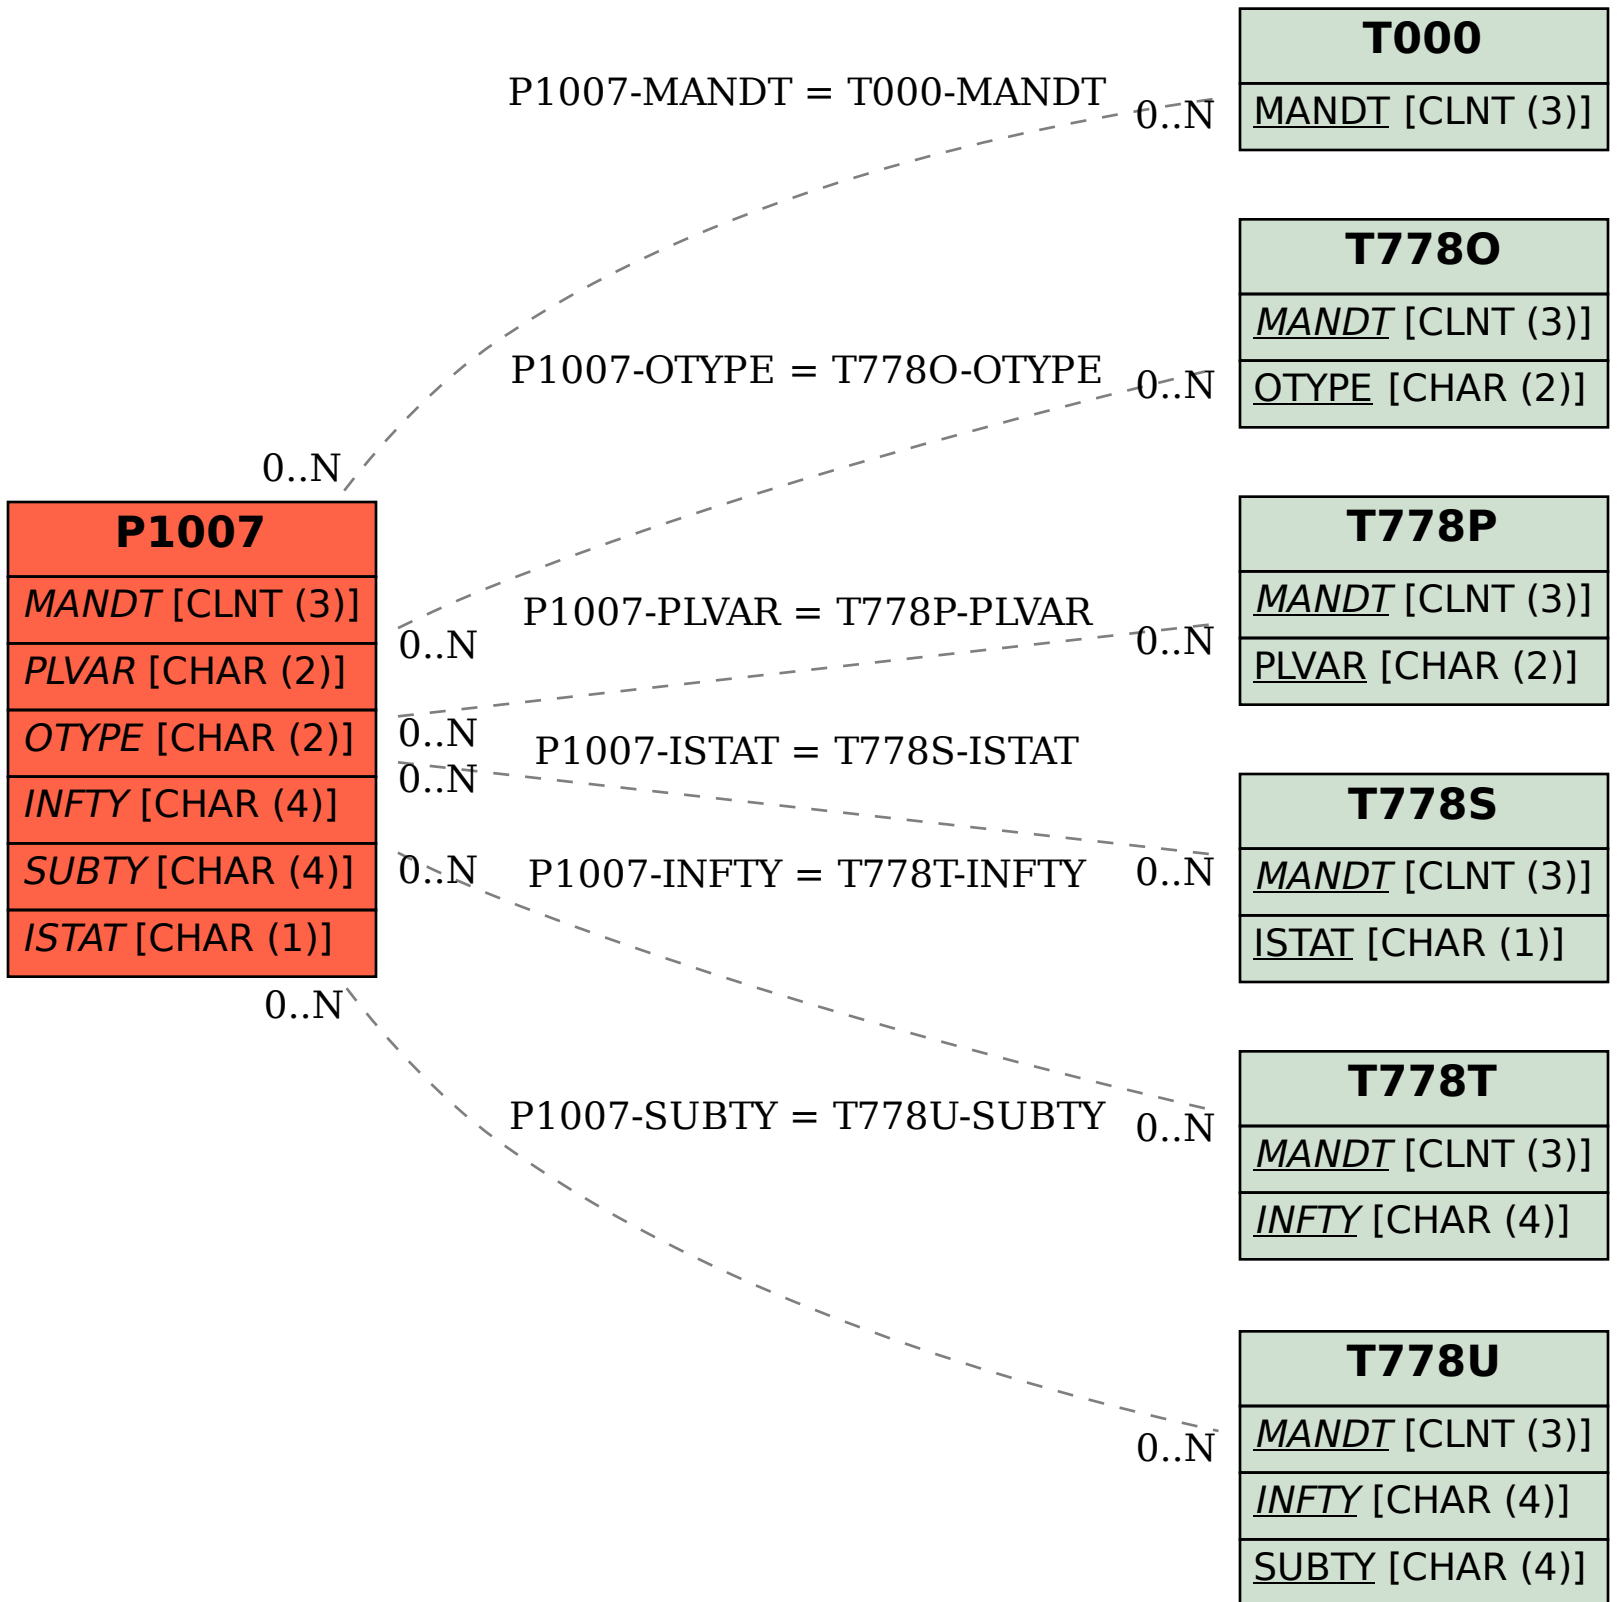 P1007
MANDT [CLNT (3)]
PLVAR [CHAR (2)]
OTYPE [CHAR (2)]
INFTY [CHAR (4)]
SUBTY [CHAR (4)]
ISTAT [CHAR (1)]
P1007-MANDT = T000-MANDT
0..N
0..N
P1007-OTYPE = T778O-OTYPE
0..N
0..N
P1007-PLVAR = T778P-PLVAR
0..N
0..N
P1007-ISTAT = T778S-ISTAT
0..N
0..N
P1007-INFTY = T778T-INFTY
0..N
0..N
P1007-SUBTY = T778U-SUBTY
0..N
0..N
T000
MANDT [CLNT (3)]
T778O
MANDT [CLNT (3)]
OTYPE [CHAR (2)]
T778P
MANDT [CLNT (3)]
PLVAR [CHAR (2)]
T778S
MANDT [CLNT (3)]
ISTAT [CHAR (1)]
T778T
MANDT [CLNT (3)]
INFTY [CHAR (4)]
T778U
MANDT [CLNT (3)]
INFTY [CHAR (4)]
SUBTY [CHAR (4)]